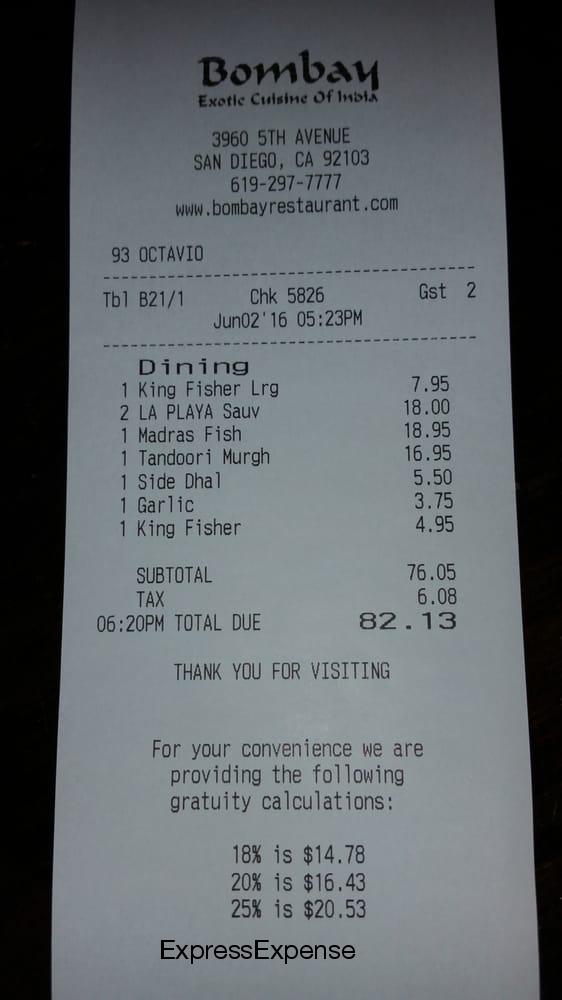 Bombay
Exotic Cuisine Of India
3960 5TH AVENUE
SAN DIEGO, CA 92103
619-297-7777
www.bombayrestaurant.com
93 OCTAVIO
Tbl B21/1 Chk 5826 Gst 2
Jun02'16 05:23PM
Dining
1 King Fisher Lrg 7.95
2 LA PLAYA Sauv 18.00
1 Madras Fish 18.95
1 Tandoori Murgh 16.95
1 Side Dhal 5.50
1 Garlic 3.75
1 King Fisher 4.95
SUBTOTAL 76.05
TAX 6.08
06:20PM TOTAL DUE 82.13
THANK YOU FOR VISITING
For your convenience we are
providing the following
gratuity calculations:
18% is $14.78
20% is $16.43
25% is $20.53
ExpressExpense